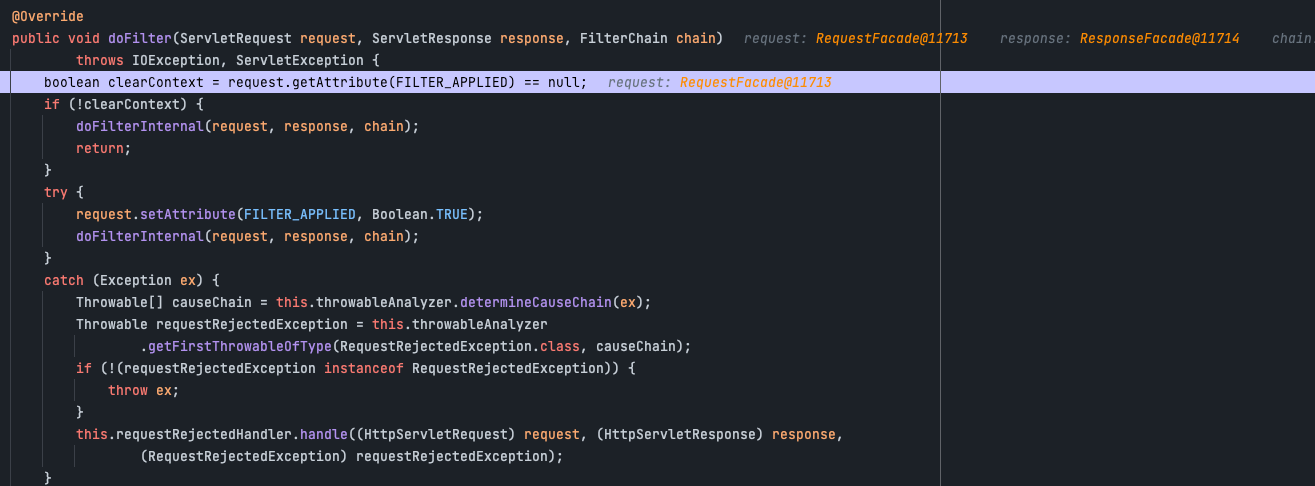 @Override
public void doFilter(ServletRequest request, ServletResponse response, FilterChain chain)   request: RequestFacade@11713   response: ResponseFacade@11714   chain:
        throws IOException, ServletException {
    boolean clearContext = request.getAttribute(FILTER_APPLIED) == null;   request: RequestFacade@11713
    if (!clearContext) {
        doFilterInternal(request, response, chain);
        return;
    }
    try {
        request.setAttribute(FILTER_APPLIED, Boolean.TRUE);
        doFilterInternal(request, response, chain);
    }
    catch (Exception ex) {
        Throwable[] causeChain = this.throwableAnalyzer.determineCauseChain(ex);
        Throwable requestRejectedException = this.throwableAnalyzer
                .getFirstThrowableOfType(RequestRejectedException.class, causeChain);
        if (!(requestRejectedException instanceof RequestRejectedException)) {
            throw ex;
        }
        this.requestRejectedHandler.handle((HttpServletRequest) request, (HttpServletResponse) response,
                (RequestRejectedException) requestRejectedException);
    }